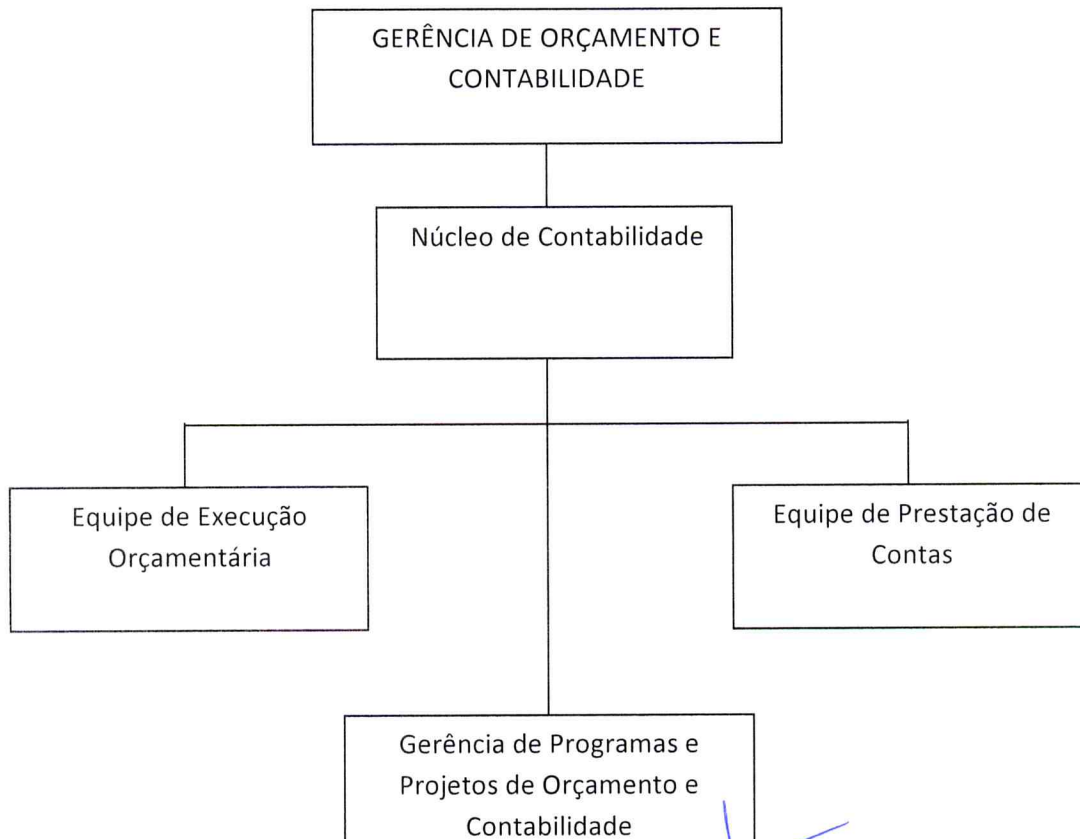 GERÊNCIA DE ORÇAMENTO E
CONTABILIDADE
Núcleo de Contabilidade
Equipe de Execução
Orçamentária
Equipe de Prestação de
Contas
Gerência de Programas e
Projetos de Orçamento e
Contabilidade